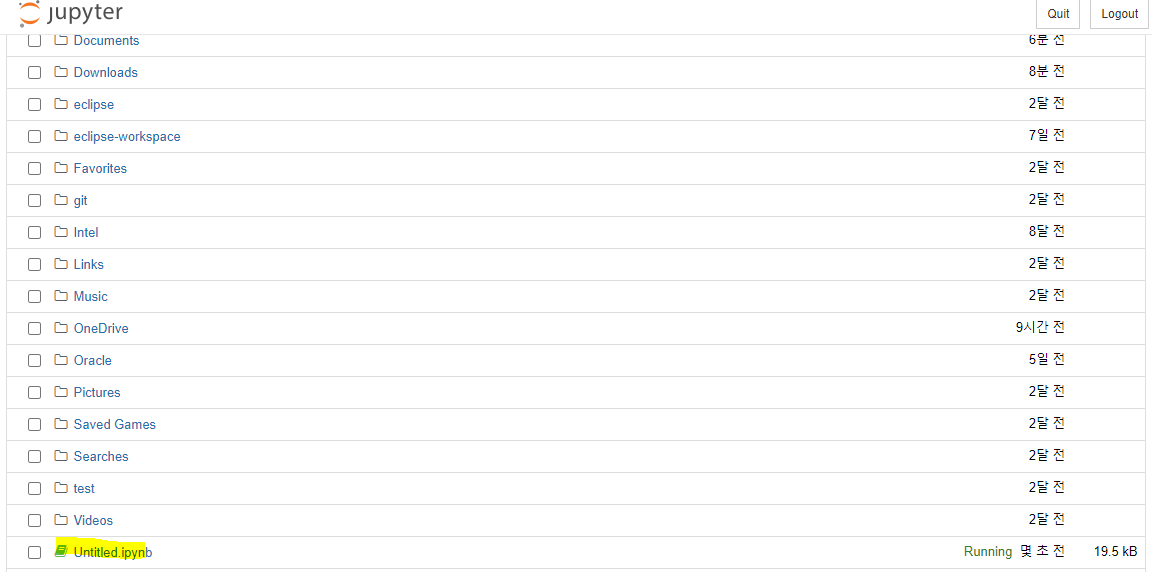 jupyter Quit Logout
Documents 6분 전
Downloads 8분 전
eclipse 2달 전
eclipse-workspace 7일 전
Favorites 2달 전
git 2달 전
Intel 8달 전
Links 2달 전
Music 2달 전
OneDrive 9시간 전
Oracle 5일 전
Pictures 2달 전
Saved Games 2달 전
Searches 2달 전
test 2달 전
Videos 2달 전
Untitled.ipynb Running 몇 초 전 19.5 kB